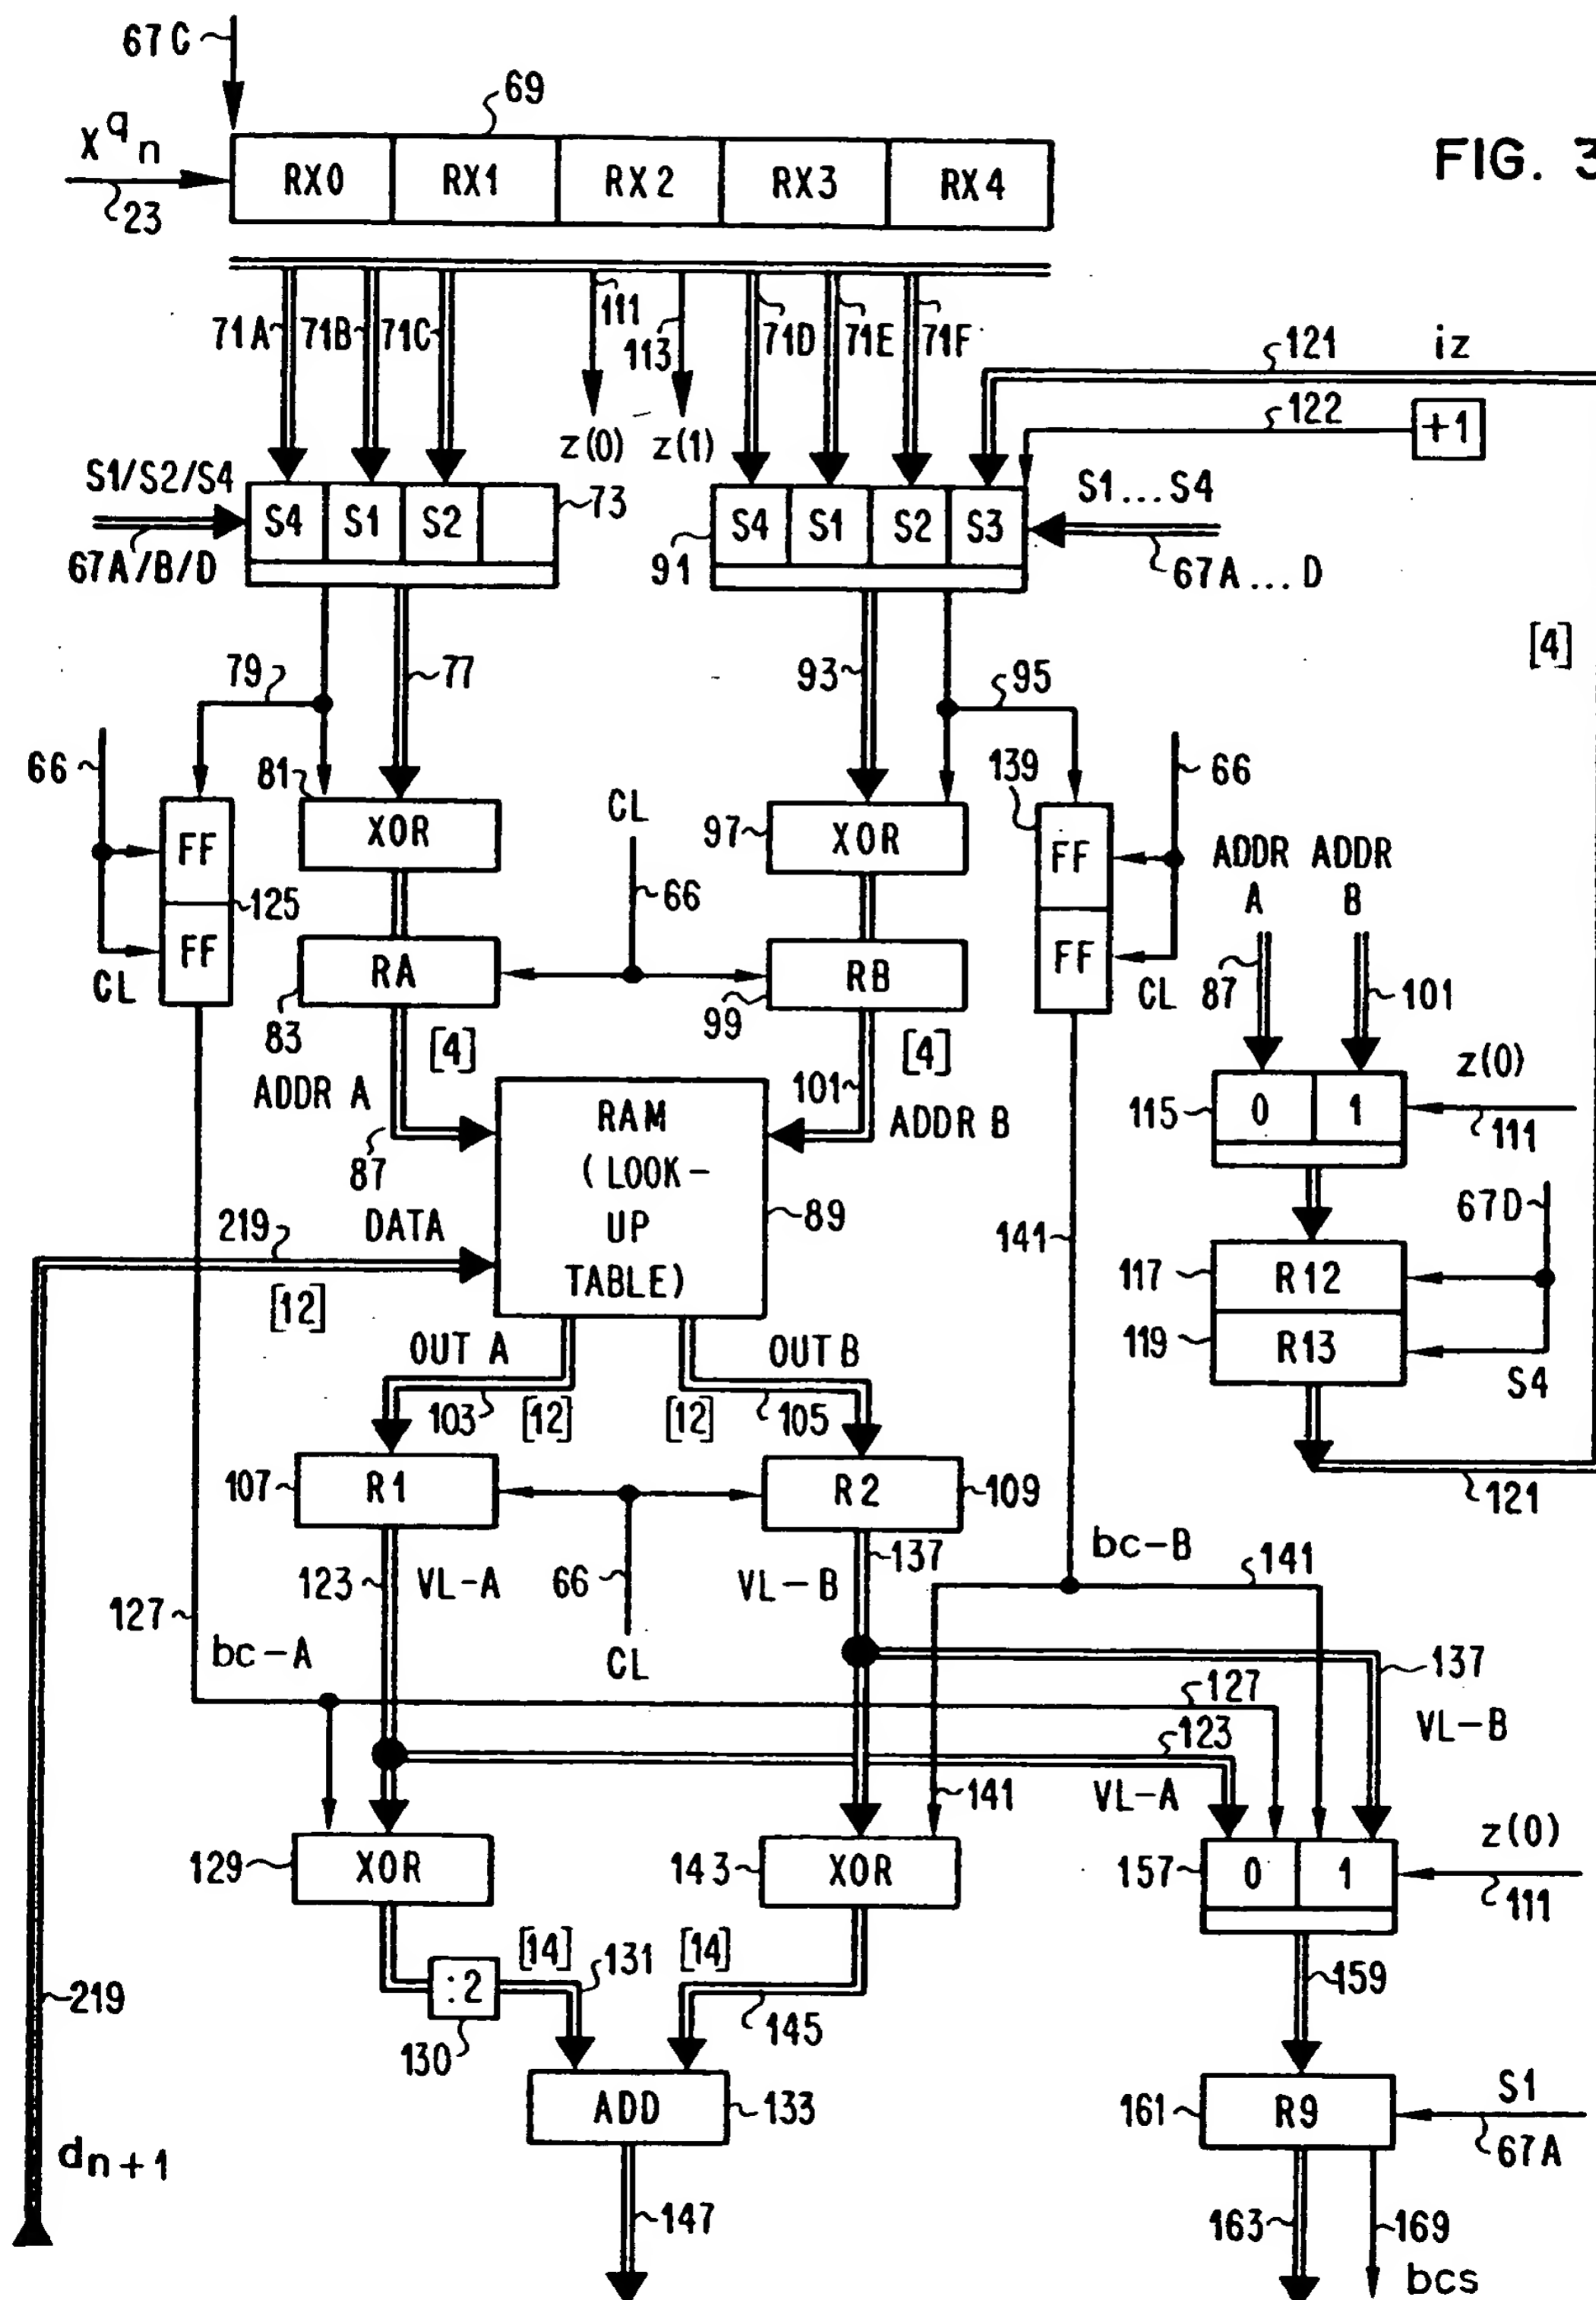 67C
69
FIG. 3
x^q n
23
RX0 RX1 RX2 RX3 RX4
71A 71B 71C 111 113 71D 71E 71F
121 iz
122 +1
z(0) z(1)
S1/S2/S4
S4 S1 S2 73
67A/B/D
S4 S1 S2 S3
91
S1...S4
67A...D
[4]
79 77 93 95
66 81 CL 97 139 66
FF XOR XOR FF
ADDR ADDR
A B
125 66
FF RA RB FF
CL 83 99 CL 87 101
[4] [4]
ADDR A 101 ADDR B
87
RAM
(LOOK-
UP
TABLE)
89
115 0 1 z(0)
111
219 DATA
[12]
141
67D
117 R12
119 R13
S4
OUT A OUT B
103 [12] [12] 105
107 R1 R2 109
121
123 VL-A 66 VL-B 137
bc-B 141
127
bc-A CL
137
127
VL-B
123
141 VL-A
z(0)
129 XOR 143 XOR
157 0 1
111
[14] 131 [14]
:2
130 145
159
219
ADD 133
161 R9 S1
67A
dn+1
147
163 169
bcs